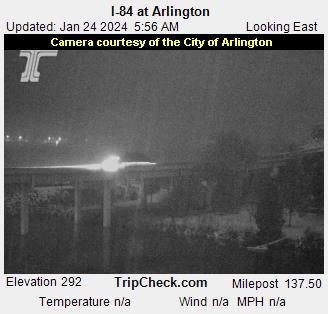 I-84 at Arlington
Updated: Jan 24 2024 5:56 AM Looking East
Camera courtesy of the City of Arlington
Elevation 292 TripCheck.com Milepost 137.50
Temperature n/a Wind n/a MPH n/a